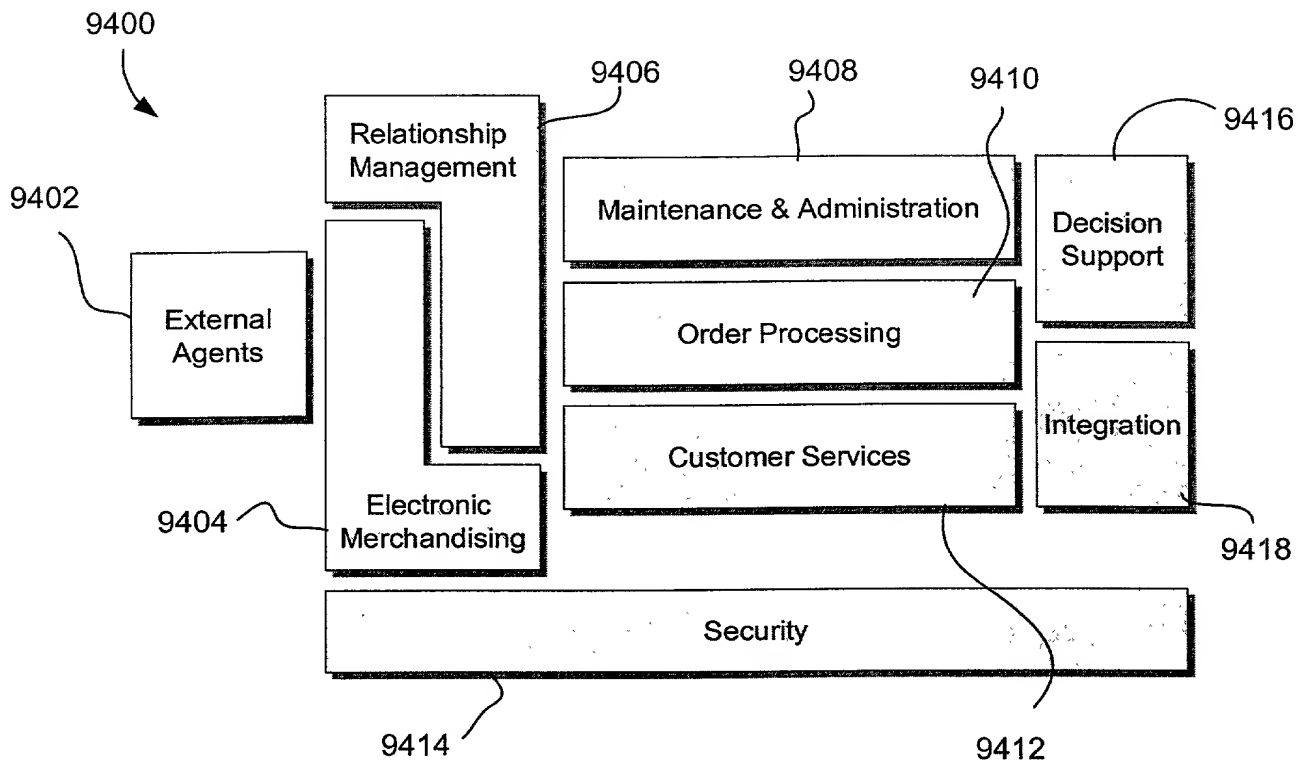 9400
9406
9408
9410
9416
9402
Relationship
Management
Maintenance & Administration
Decision
Support
External
Agents
Order Processing
Integration
Customer Services
Electronic
Merchandising
9404
9418
Security
9414
9412